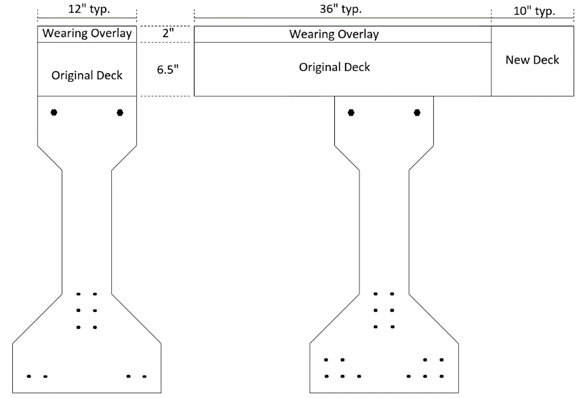 12" typ.
36" typ.
10" typ.
Wearing Overlay
2"
Wearing Overlay
Original Deck
6.5"
Original Deck
New Deck